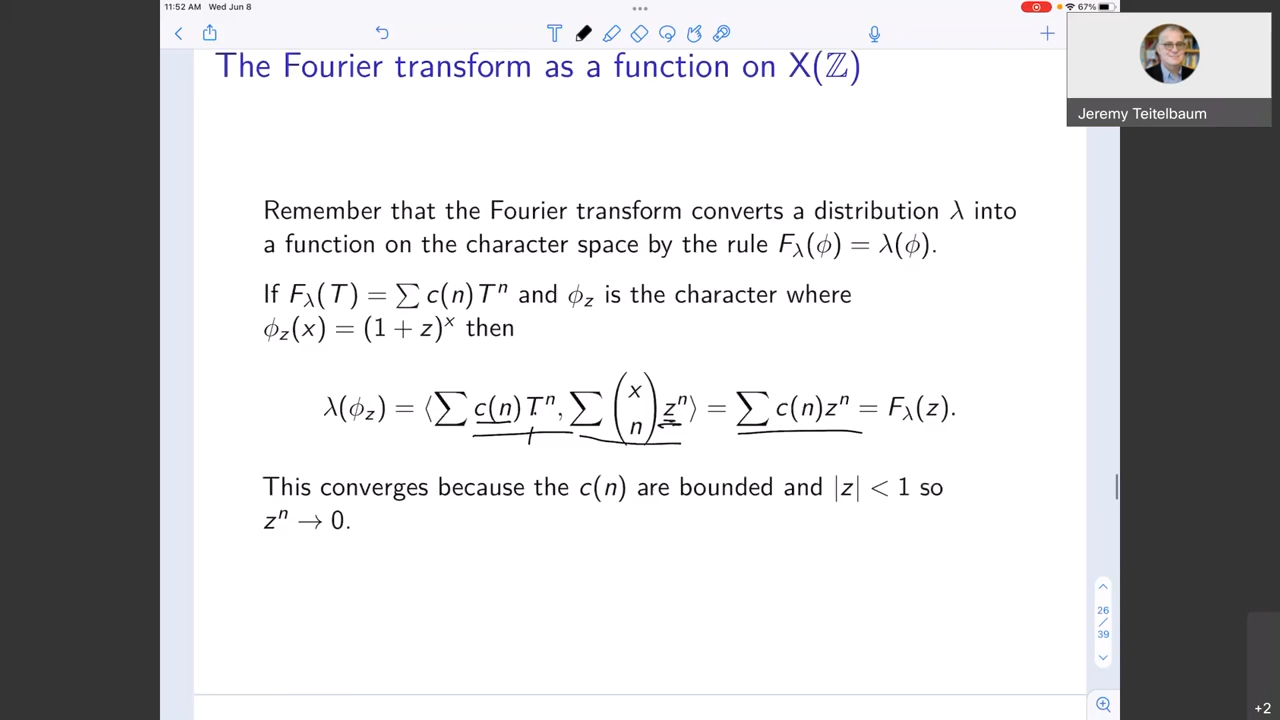 11:52 AM Wed Jun 8
67%
The Fourier transform as a function on X(ℤ)
Jeremy Teitelbaum
Remember that the Fourier transform converts a distribution λ into
a function on the character space by the rule F_λ(ϕ) = λ(ϕ).
If F_λ(T) = ∑ c(n)T^n and ϕ_z is the character where
ϕ_z(x) = (1 + z)^x then
λ(ϕ_z) = ⟨∑ c(n)T^n, ∑ (x n) z^n⟩ = ∑ c(n)z^n = F_λ(z).
This converges because the c(n) are bounded and |z| < 1 so
z^n → 0.
26
/
39
+2